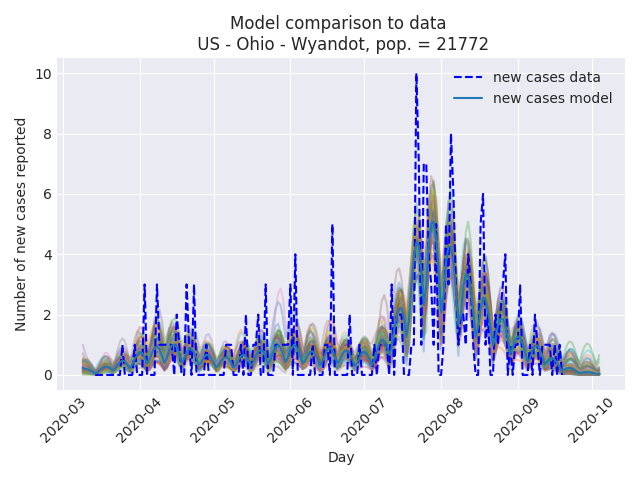 Model comparison to data
US - Ohio - Wyandot, pop. = 21772
new cases data
new cases model
Number of new cases reported
10
8
6
4
2
0
2020-03
2020-04
2020-05
2020-06
2020-07
2020-08
2020-09
2020-10
Day